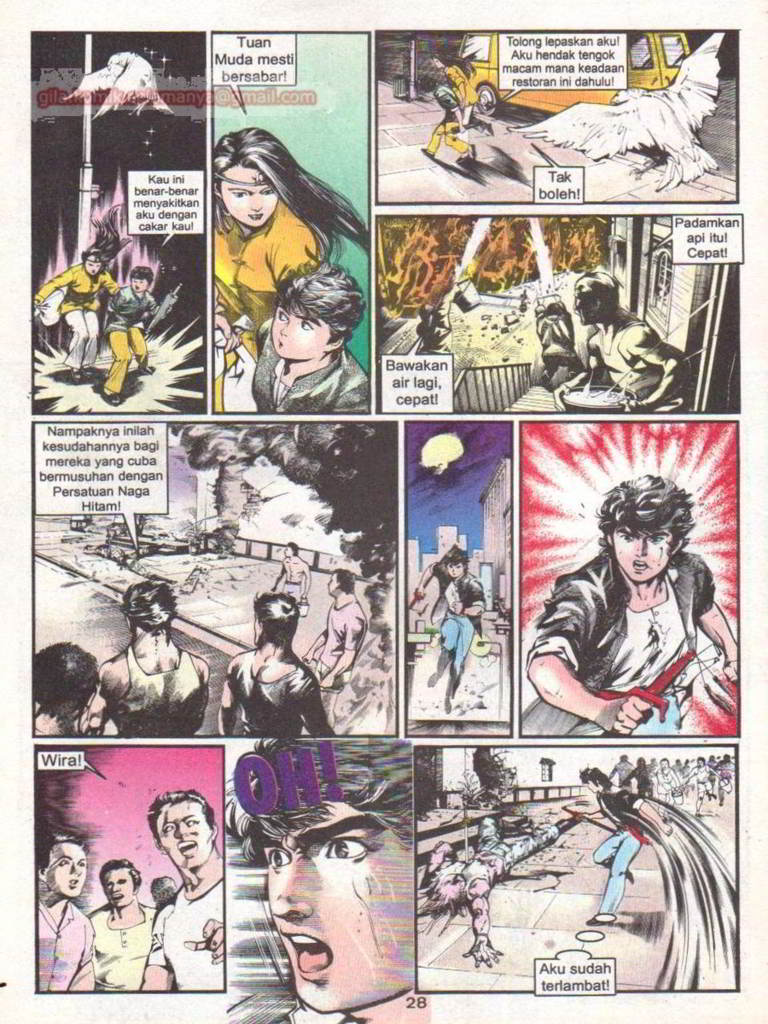 gilakomik
manya@gmail.com
Kau ini
benar-benar
menyakitkan
aku dengan
cakar kau!
Tuan
Muda mesti
bersabar!
Tolong lepaskan aku!
Aku hendak tengok
macam mana keadaan
restoran ini dahulu!
Tak
boleh!
Padamkan
api itu!
Cepat!
Bawakan
air lagi,
cepat!
Nampaknya inilah
kesudahannya bagi
mereka yang cuba
bermusuhan dengan
Persatuan Naga
Hitam!
Wira!
OH!
Aku sudah
terlambat!
28